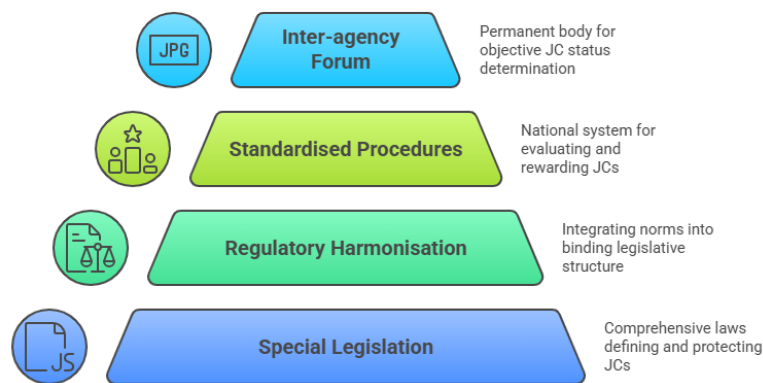 JPG
Inter-agency
Forum
Permanent body for
objective JC status
determination
Standardised Procedures
National system for
evaluating and
rewarding JCs
Regulatory Harmonisation
Integrating norms into
binding legislative
structure
JS
Special Legislation
Comprehensive laws
defining and protecting
JCs